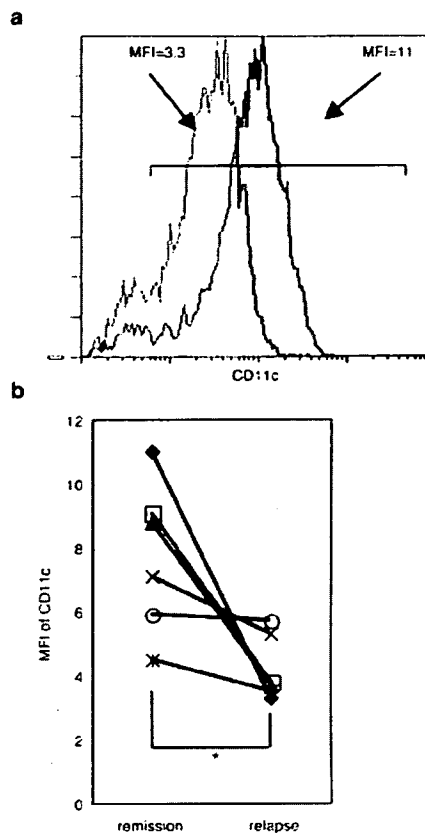 a
MFI=3.3
MFI=11
CD11c
b
12
10
8
6
4
2
0
MFI of CD11c
*
remission
relapse